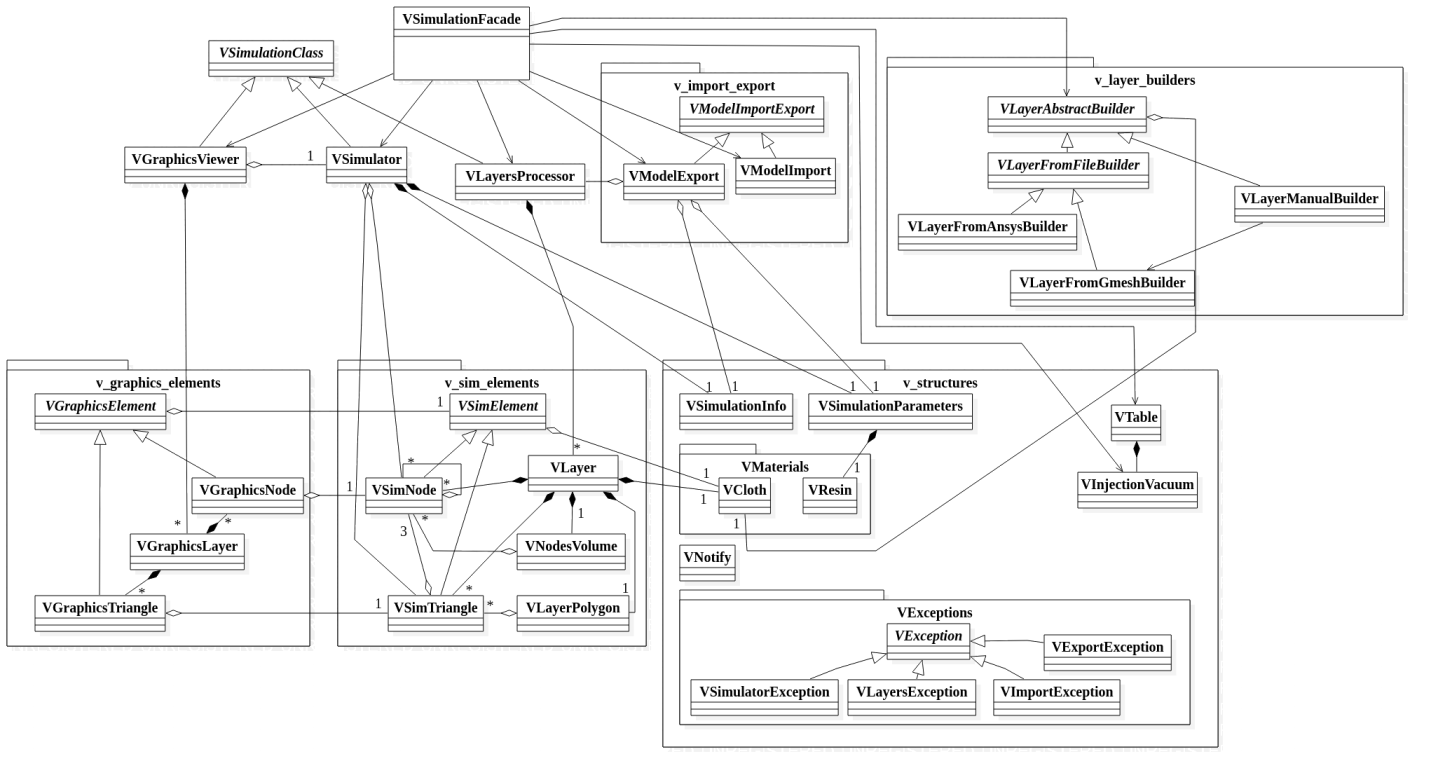 VSimulationFacade
VSimulationClass
v_import_export
VModelImportExport
v_layer_builders
VLayerAbstractBuilder
VGraphicsViewer
1
VSimulator
VLayersProcessor
VModelExport
VModelImport
VLayerFromFileBuilder
VLayerManualBuilder
VLayerFromAnsysBuilder
VLayerFromGmeshBuilder
v_graphics_elements
VGraphicsElement
1
v_sim_elements
VSimElement
v_structures
1
1
1
1
VSimulationInfo
VSimulationParameters
VTable
*
*
VLayer
VMaterials
1
1
VGraphicsNode
1
VSimNode
*
VCloth
VResin
1
VInjectionVacuum
*
*
*
1
1
3
VGraphicsLayer
VNodesVolume
VNotify
*
*
1
VGraphicsTriangle
1
VSimTriangle
*
VLayerPolygon
VExceptions
VException
VExportException
VSimulatorException
VLayersException
VImportException